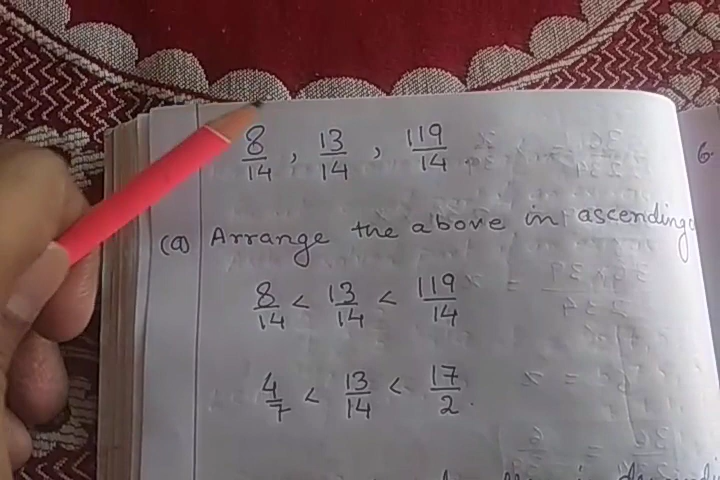 8/14 , 13/14 , 119/14
6.
(a) Arrange the above in ascending
8/14 < 13/14 < 119/14
4/7 < 13/14 < 17/2 .